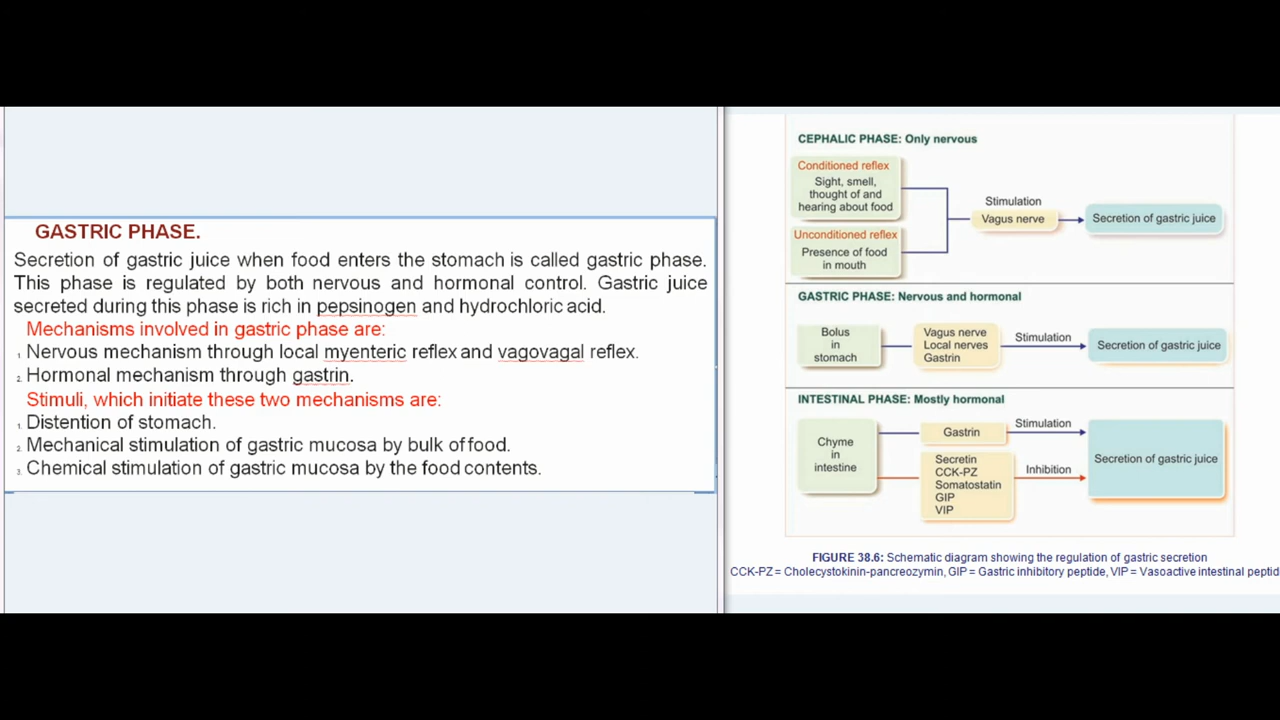 GASTRIC PHASE.
Secretion of gastric juice when food enters the stomach is called gastric phase.
This phase is regulated by both nervous and hormonal control. Gastric juice
secreted during this phase is rich in pepsinogen and hydrochloric acid.
Mechanisms involved in gastric phase are:
1. Nervous mechanism through local myenteric reflex and vagovagal reflex.
2. Hormonal mechanism through gastrin.
Stimuli, which initiate these two mechanisms are:
1. Distention of stomach.
2. Mechanical stimulation of gastric mucosa by bulk of food.
3. Chemical stimulation of gastric mucosa by the food contents.
CEPHALIC PHASE: Only nervous
Conditioned reflex
Sight, smell,
thought of and
hearing about food
Unconditioned reflex
Presence of food
in mouth
Stimulation
Vagus nerve
Secretion of gastric juice
GASTRIC PHASE: Nervous and hormonal
Bolus
in
stomach
Vagus nerve
Local nerves
Gastrin
Stimulation
Secretion of gastric juice
INTESTINAL PHASE: Mostly hormonal
Chyme
in
intestine
Gastrin
Stimulation
Secretin
CCK-PZ
Somatostatin
GIP
VIP
Inhibition
Secretion of gastric juice
FIGURE 38.6: Schematic diagram showing the regulation of gastric secretion
CCK-PZ = Cholecystokinin-pancreozymin, GIP = Gastric inhibitory peptide, VIP = Vasoactive intestinal peptid